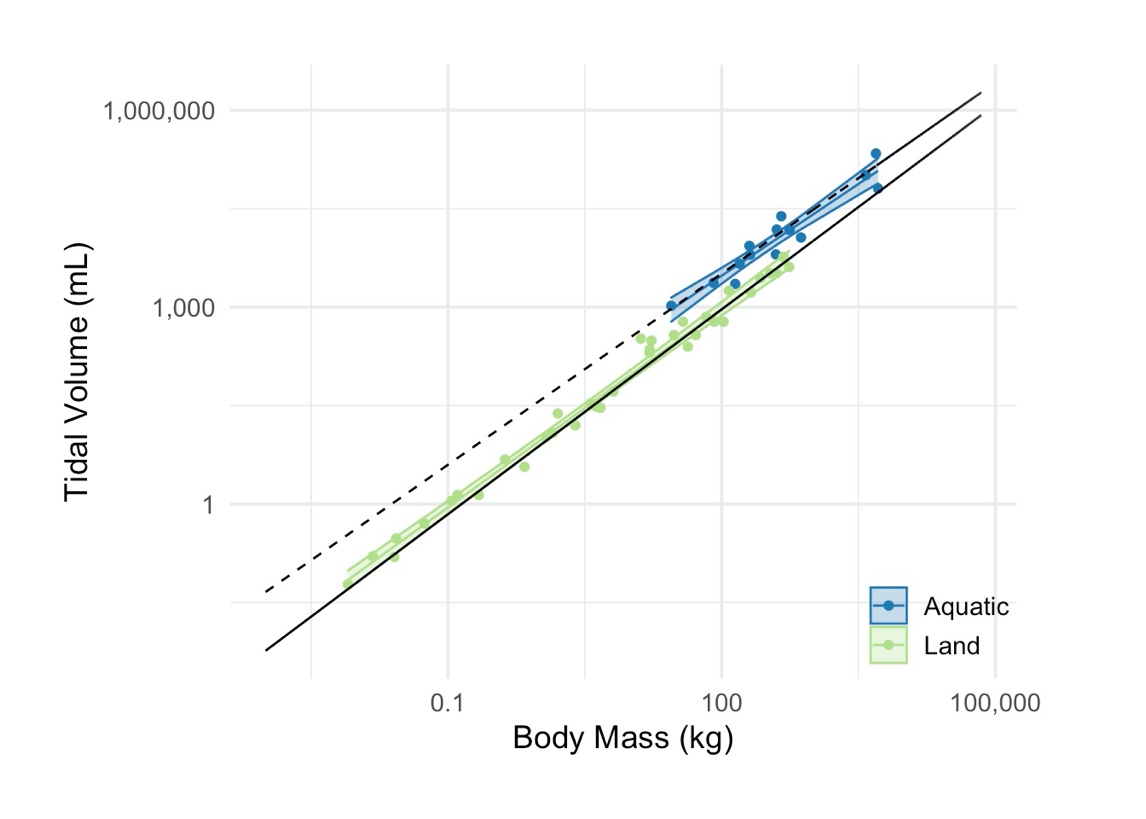 1,000,000
1,000
1
Tidal Volume (mL)
0.1
100
100,000
Body Mass (kg)
Aquatic
Land